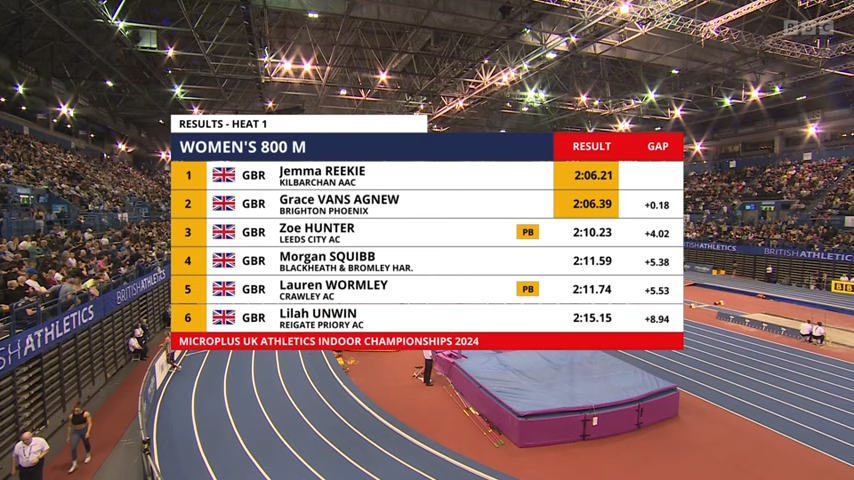 BBC
RESULTS - HEAT 1
WOMEN'S 800 M RESULT GAP
1 GBR Jemma REEKIE 2:06.21
KILBARCHAN AAC
2 GBR Grace VANS AGNEW 2:06.39 +0.18
BRIGHTON PHOENIX
3 GBR Zoe HUNTER PB 2:10.23 +4.02
LEEDS CITY AC
4 GBR Morgan SQUIBB 2:11.59 +5.38
BLACKHEATH & BROMLEY HAR.
5 GBR Lauren WORMLEY PB 2:11.74 +5.53
CRAWLEY AC
6 GBR Lilah UNWIN 2:15.15 +8.94
REIGATE PRIORY AC
MICROPLUS UK ATHLETICS INDOOR CHAMPIONSHIPS 2024
BRITISH ATHLETICS
SH ATHLETICS
BRITISH ATHLETICS
BRITISH ATHLETICS